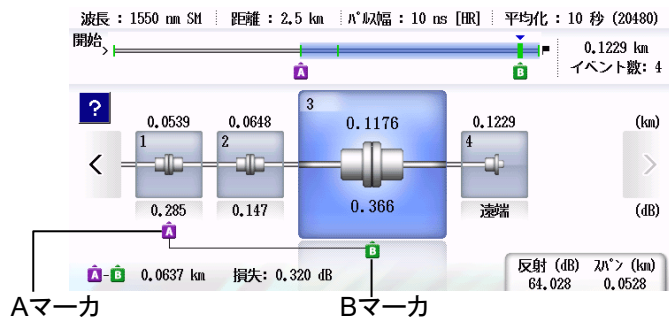 波長 : 1550 nm SM 距離 : 2.5 km パルス幅 : 10 ns [HR] 平均化 : 10 秒 (20480)
開始
0.1229 km
イベント数: 4
A B
?
3
0.0539 0.0648 0.1176 0.1229 (km)
1 2 4
< >
0.285 0.147 0.366 遠端 (dB)
A
B
A-B 0.0637 km 損失: 0.320 dB
反射 (dB) スパン (km)
64.028 0.0528
Aマーカ Bマーカ